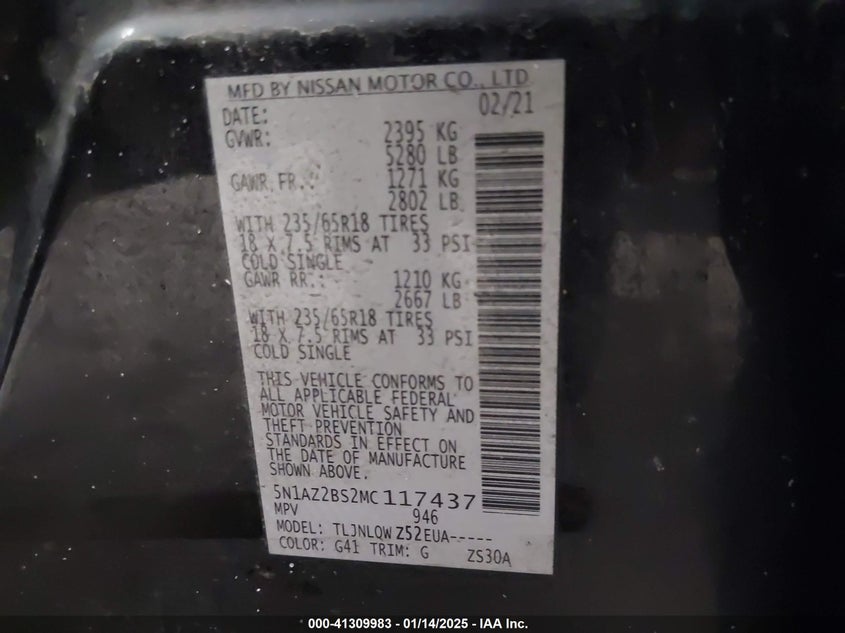 MFD BY NISSAN MOTOR CO., LTD.
DATE: 02/21
GVWR: 2395 KG
5280 LB
GAWR FR.: 1271 KG
2802 LB
WITH 235/65R18 TIRES
18 X 7.5 RIMS AT 33 PSI
COLD SINGLE
GAWR RR.: 1210 KG
2667 LB
WITH 235/65R18 TIRES
18 X 7.5 RIMS AT 33 PSI
COLD SINGLE
THIS VEHICLE CONFORMS TO
ALL APPLICABLE FEDERAL
MOTOR VEHICLE SAFETY AND
THEFT PREVENTION
STANDARDS IN EFFECT ON
THE DATE OF MANUFACTURE
SHOWN ABOVE.
5N1AZ2BS2MC117437
MPV 946
MODEL: TLJNLQWZ52EUA-----
COLOR: G41 TRIM: G ZS30A
000-41309983 - 01/14/2025 - IAA Inc.